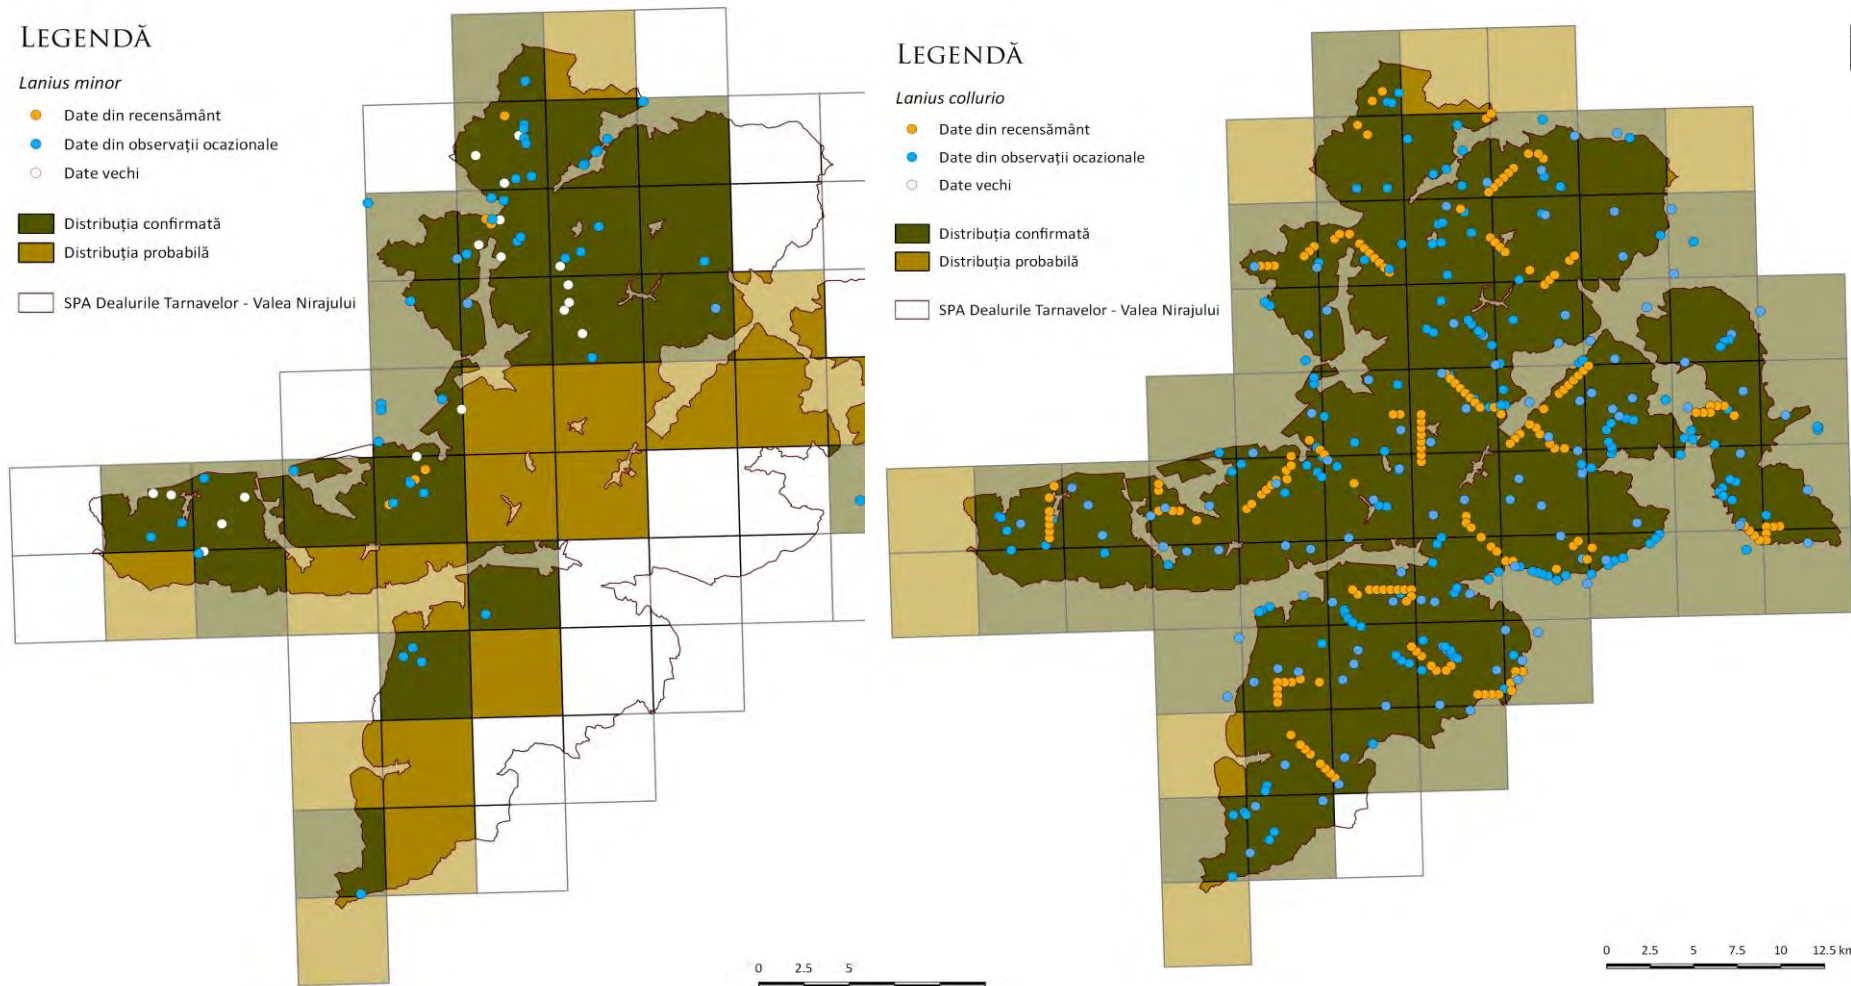 LEGENDĂ
Lanius minor
Date din recensământ
Date din observații ocazionale
Date vechi
Distribuția confirmată
Distribuția probabilă
SPA Dealurile Tarnavelor - Valea Nirajului
0 2.5 5
LEGENDĂ
Lanius collurio
Date din recensământ
Date din observații ocazionale
Date vechi
Distribuția confirmată
Distribuția probabilă
SPA Dealurile Tarnavelor - Valea Nirajului
0 2.5 5 7.5 10 12.5 km